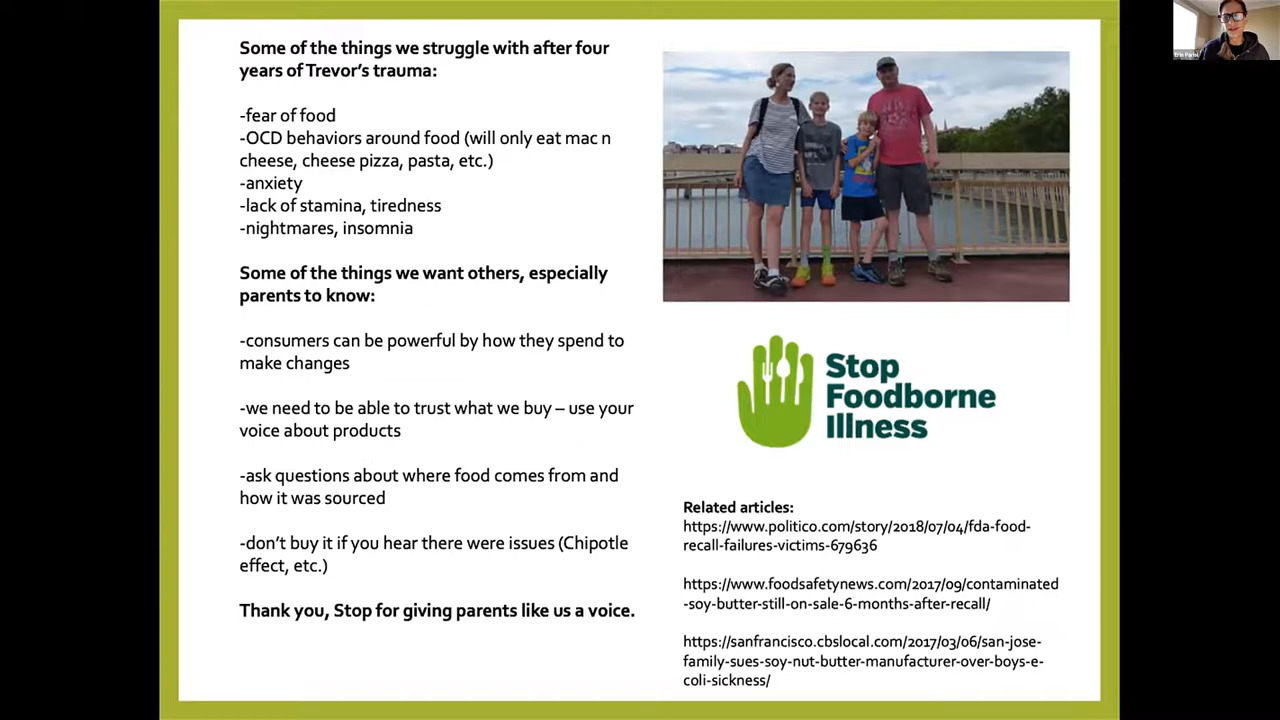 Some of the things we struggle with after four
years of Trevor's trauma:
-fear of food
-OCD behaviors around food (will only eat mac n
cheese, cheese pizza, pasta, etc.)
-anxiety
-lack of stamina, tiredness
-nightmares, insomnia
Some of the things we want others, especially
parents to know:
-consumers can be powerful by how they spend to
make changes
-we need to be able to trust what we buy – use your
voice about products
-ask questions about where food comes from and
how it was sourced
-don't buy it if you hear there were issues (Chipotle
effect, etc.)
Thank you, Stop for giving parents like us a voice.
Stop
Foodborne
Illness
Related articles:
https://www.politico.com/story/2018/07/04/fda-food-
recall-failures-victims-679636
https://www.foodsafetynews.com/2017/09/contaminated
-soy-butter-still-on-sale-6-months-after-recall/
https://sanfrancisco.cbslocal.com/2017/03/06/san-jose-
family-sues-soy-nut-butter-manufacturer-over-boys-e-
coli-sickness/
Erin